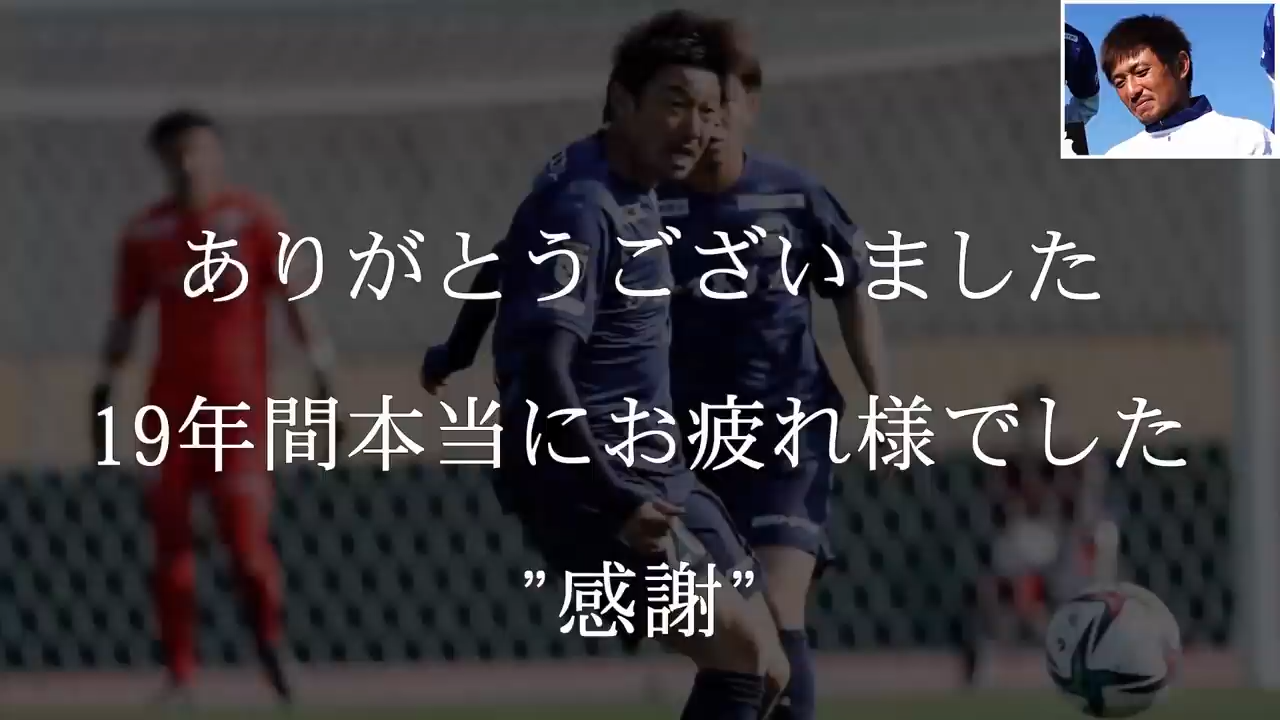 ありがとうございました
19年間本当にお疲れ様でした
”感謝”